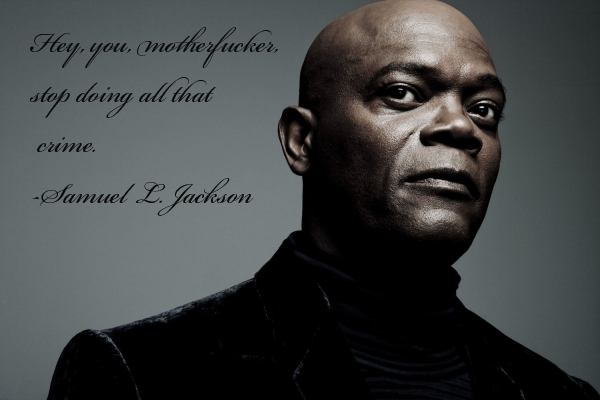 Hey, you, motherfucker,
stop doing all that
crime.
-Samuel L. Jackson